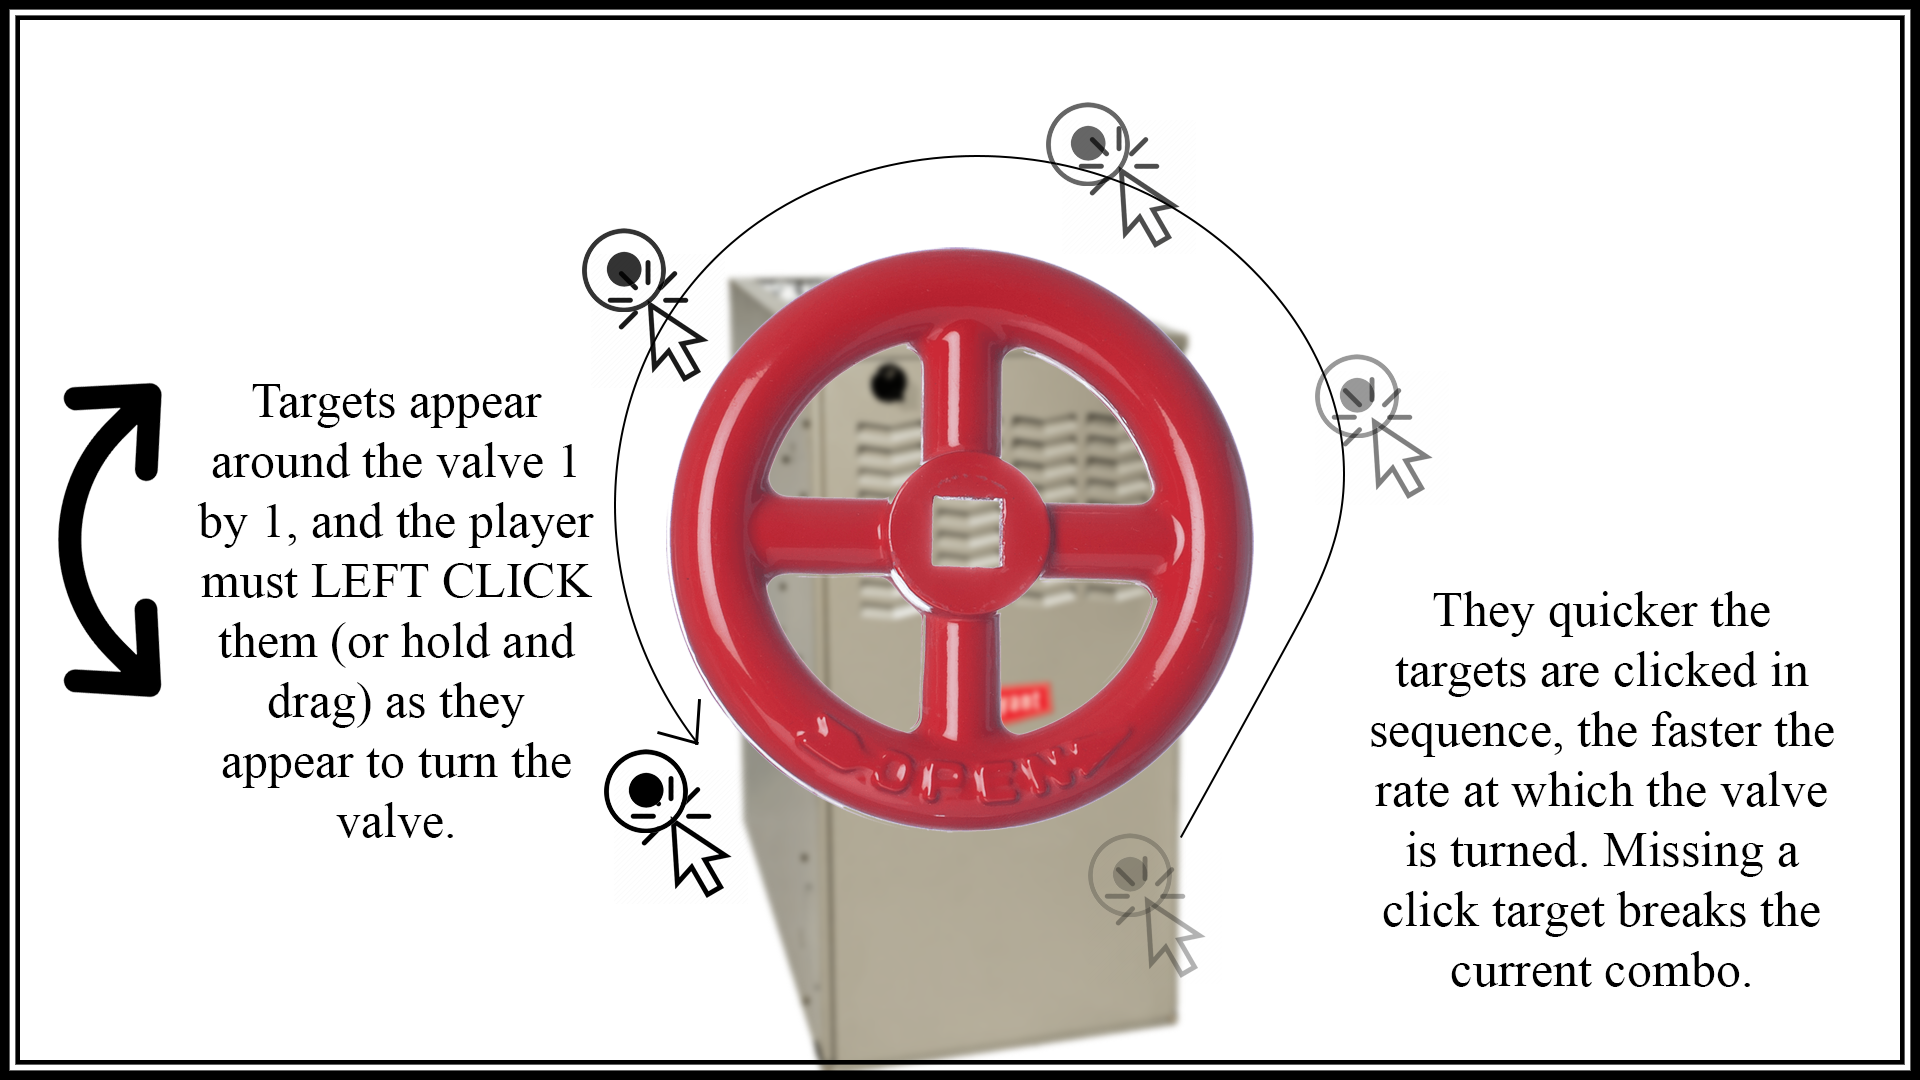 Targets appear
around the valve 1
by 1, and the player
must LEFT CLICK
them (or hold and
drag) as they
appear to turn the
valve.
OPEN
They quicker the
targets are clicked in
sequence, the faster the
rate at which the valve
is turned. Missing a
click target breaks the
current combo.